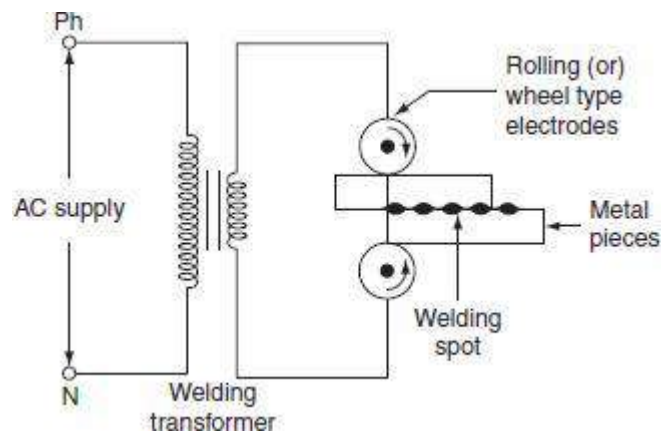 Ph
Rolling (or)
wheel type
electrodes
AC supply
Metal
pieces
Welding
spot
N
Welding
transformer